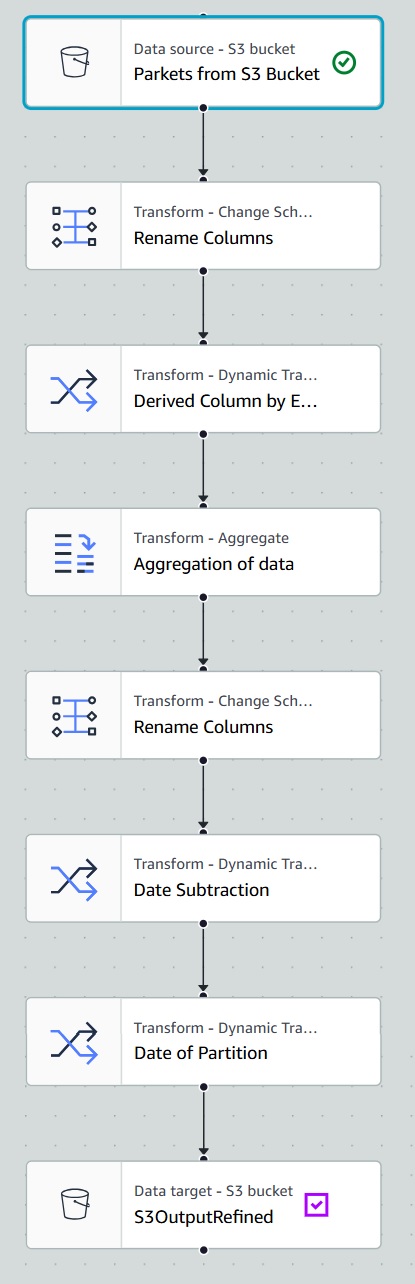 Data source - S3 bucket
Parkets from S3 Bucket
Transform - Change Sch...
Rename Columns
Transform - Dynamic Tra...
Derived Column by E...
Transform - Aggregate
Aggregation of data
Transform - Change Sch...
Rename Columns
Transform - Dynamic Tra...
Date Subtraction
Transform - Dynamic Tra...
Date of Partition
Data target - S3 bucket
S3OutputRefined